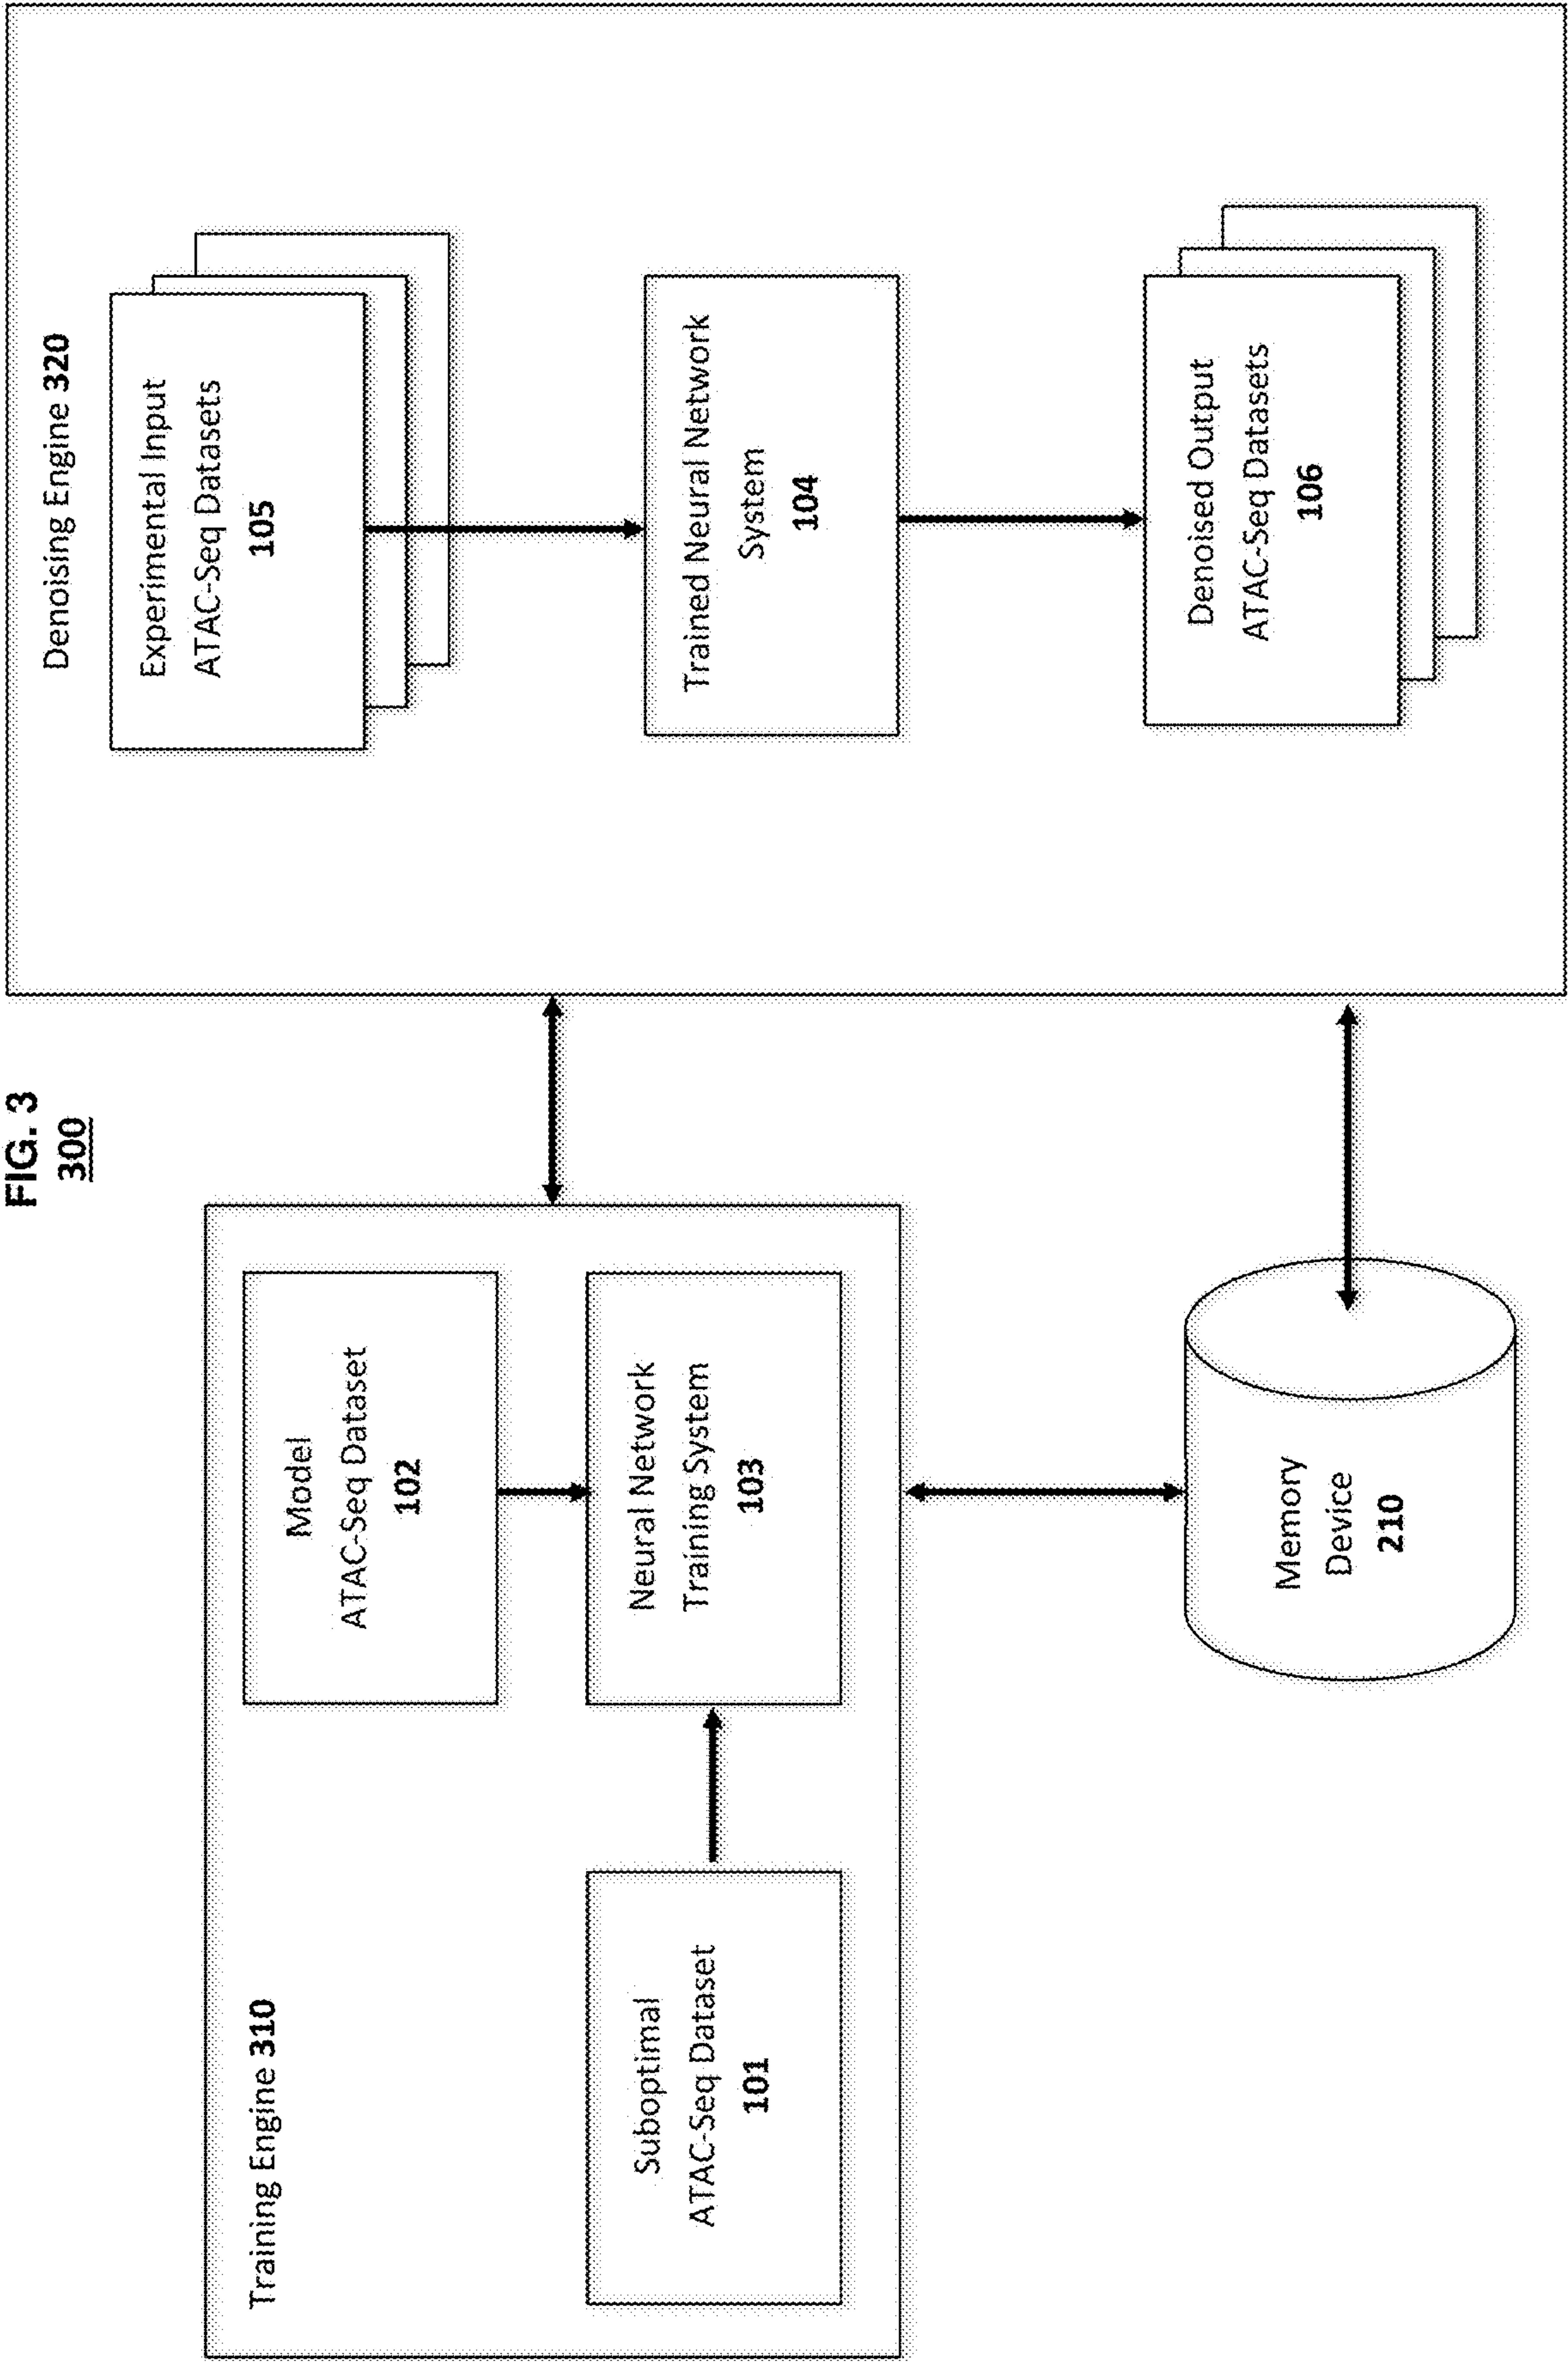 FIG. 3
300
Training Engine 310
Model
ATAC-Seq Dataset
102
Suboptimal
ATAC-Seq Dataset
101
Neural Network
Training System
103
Memory
Device
210
Denoising Engine 320
Experimental Input
ATAC-Seq Datasets
105
Trained Neural Network
System
104
Denoised Output
ATAC-Seq Datasets
106